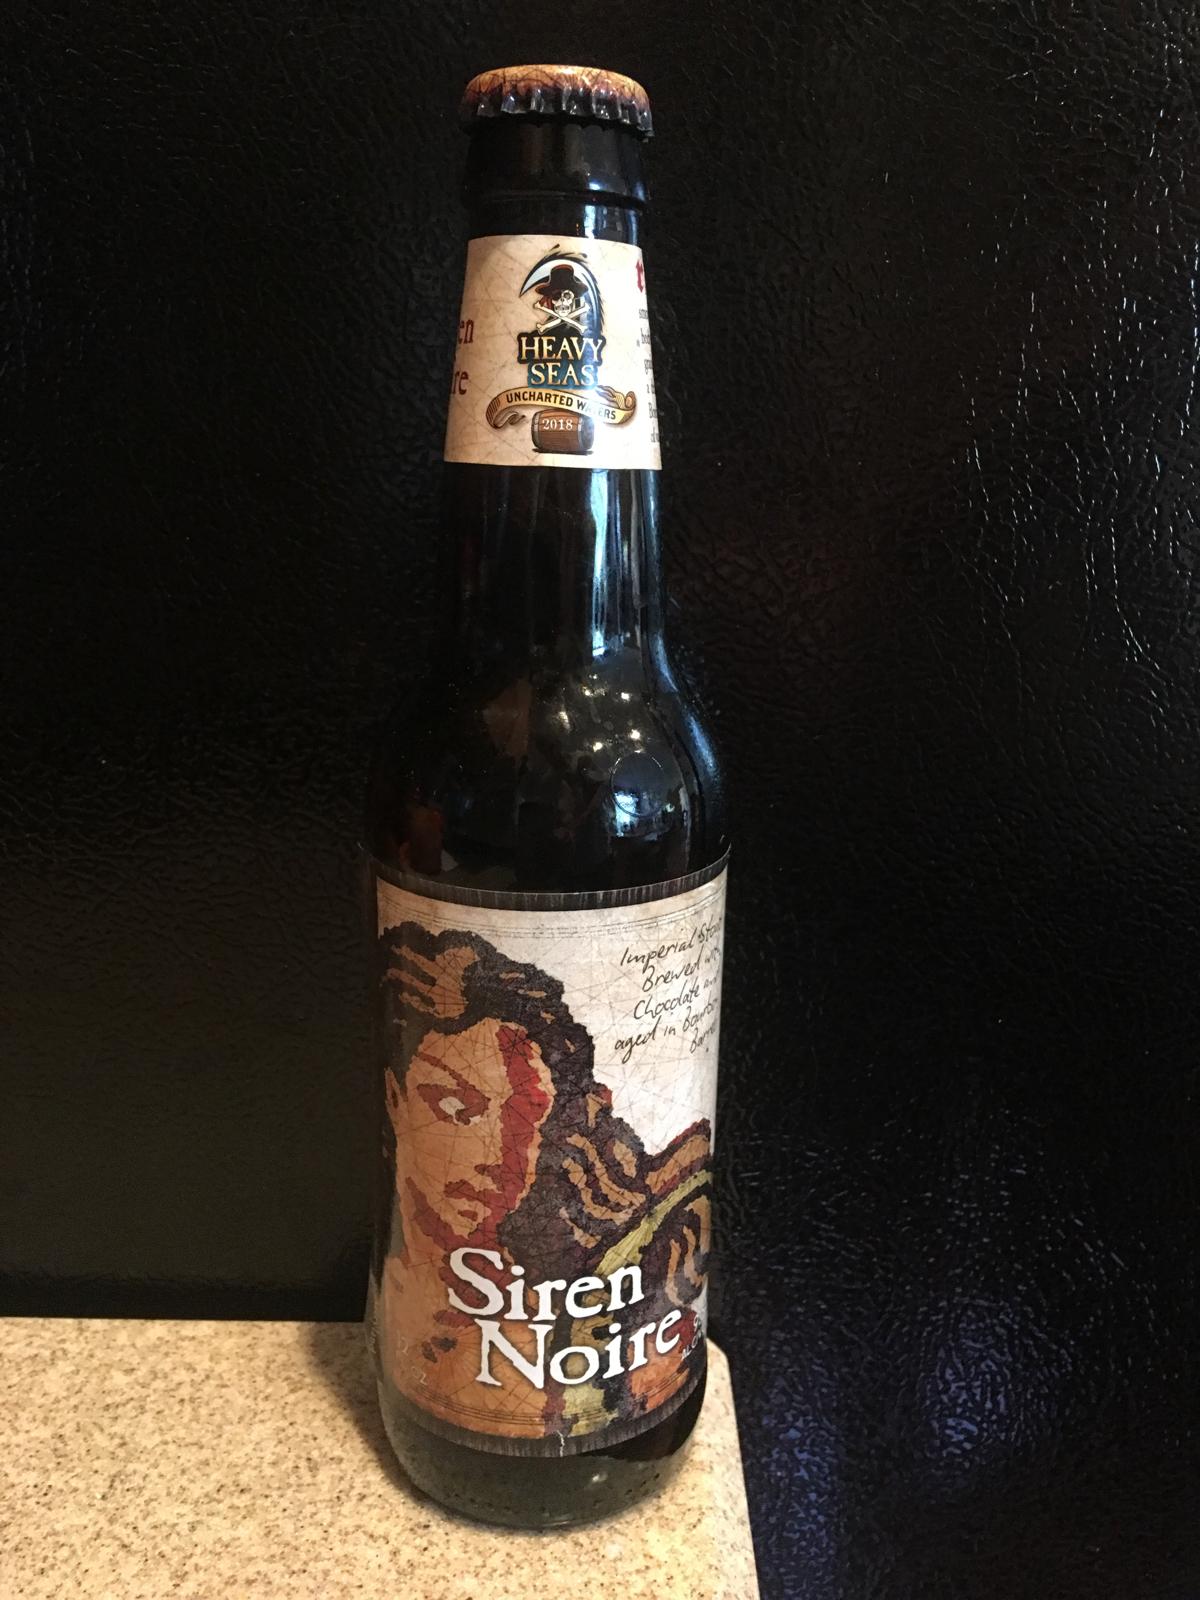 HEAVY
SEAS
UNCHARTED WATERS
2018
Imperial Stout
Brewed with
Chocolate and
aged in Bourbon
Barrels
Siren
Noire